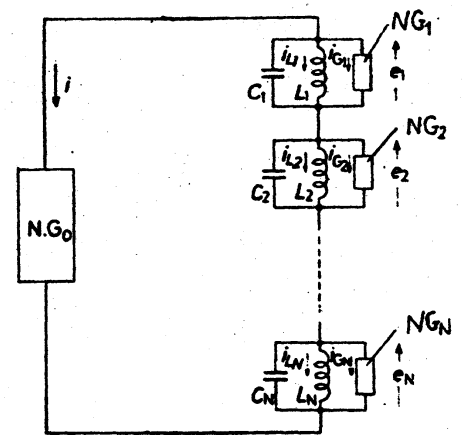 NG1
iL1 iG1 e1
C1 L1
i
NG2
iL2 iG2 e2
C2 L2
N.G0
NGN
iLN iGN eN
CN LN